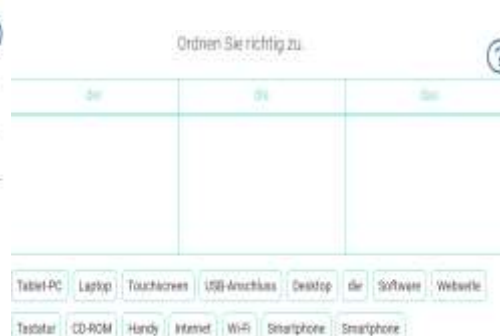 Ordnen Sie richtig zu.
?
der die das
Tablet-PC Laptop Touchscreen USB-Anschluss Desktop die Software Webseite
Tastatur CD-ROM Handy Internet Wi-Fi Smartphone Smartphone